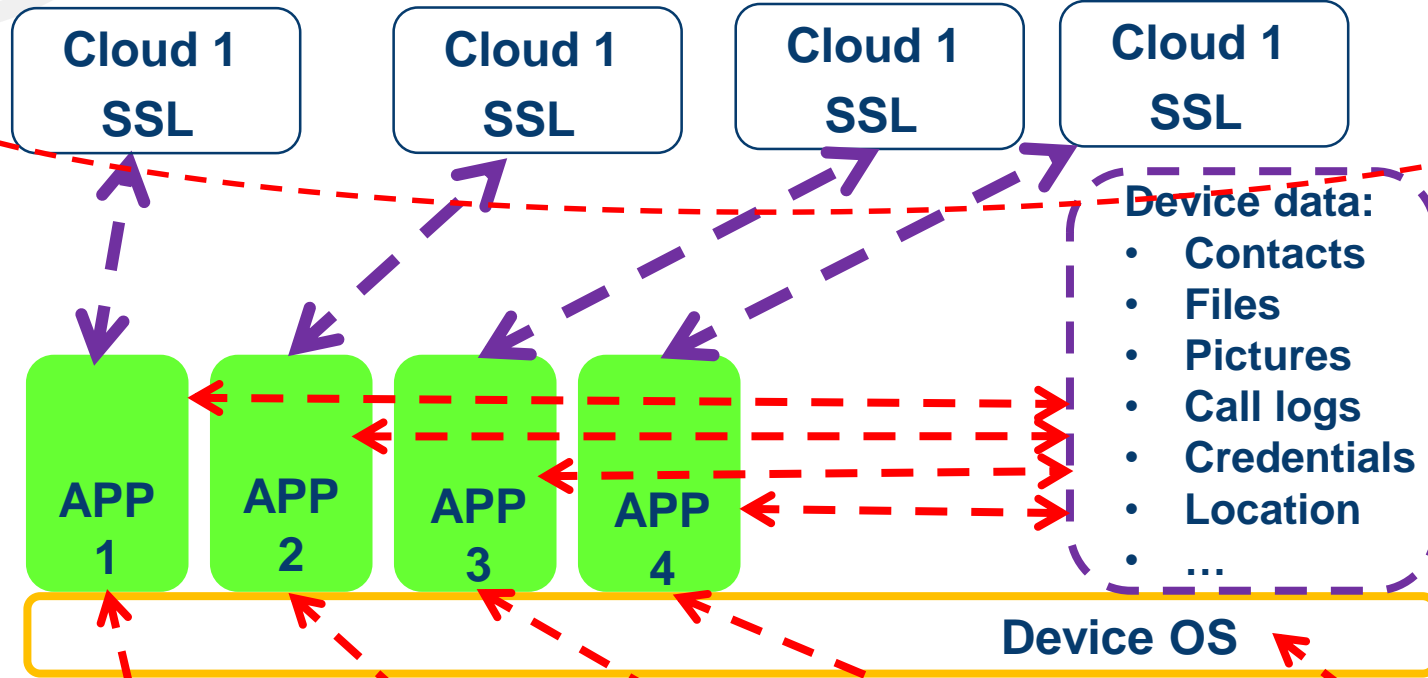 Cloud 1
SSL
Cloud 1
SSL
Cloud 1
SSL
Cloud 1
SSL
Device data:
• Contacts
• Files
• Pictures
• Call logs
• Credentials
• Location
• …
APP
1
APP
2
APP
3
APP
4
Device OS